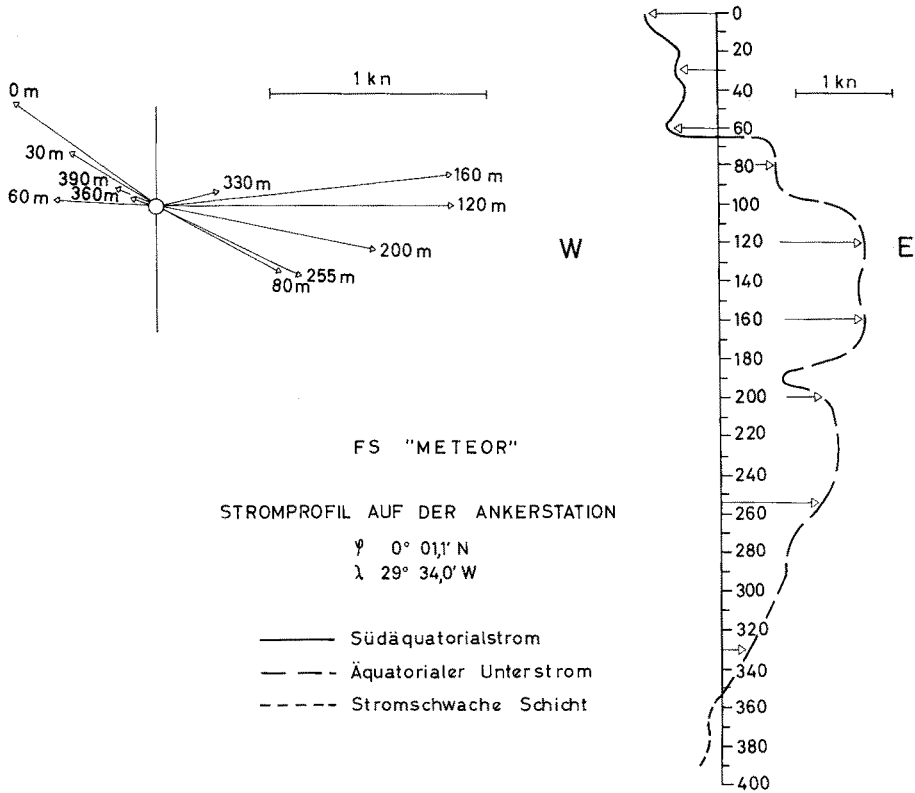 1 kn
0 m
30 m
390 m
360 m
60 m
330 m
160 m
120 m
200 m
255 m
80 m
W
E
1 kn
0
20
40
60
80
100
120
140
160
180
200
220
240
260
280
300
320
340
360
380
400
FS "METEOR"
STROMPROFIL AUF DER ANKERSTATION
φ 0° 01,1' N
λ 29° 34,0' W
Südäquatorialstrom
Äquatorialer Unterstrom
Stromschwache Schicht